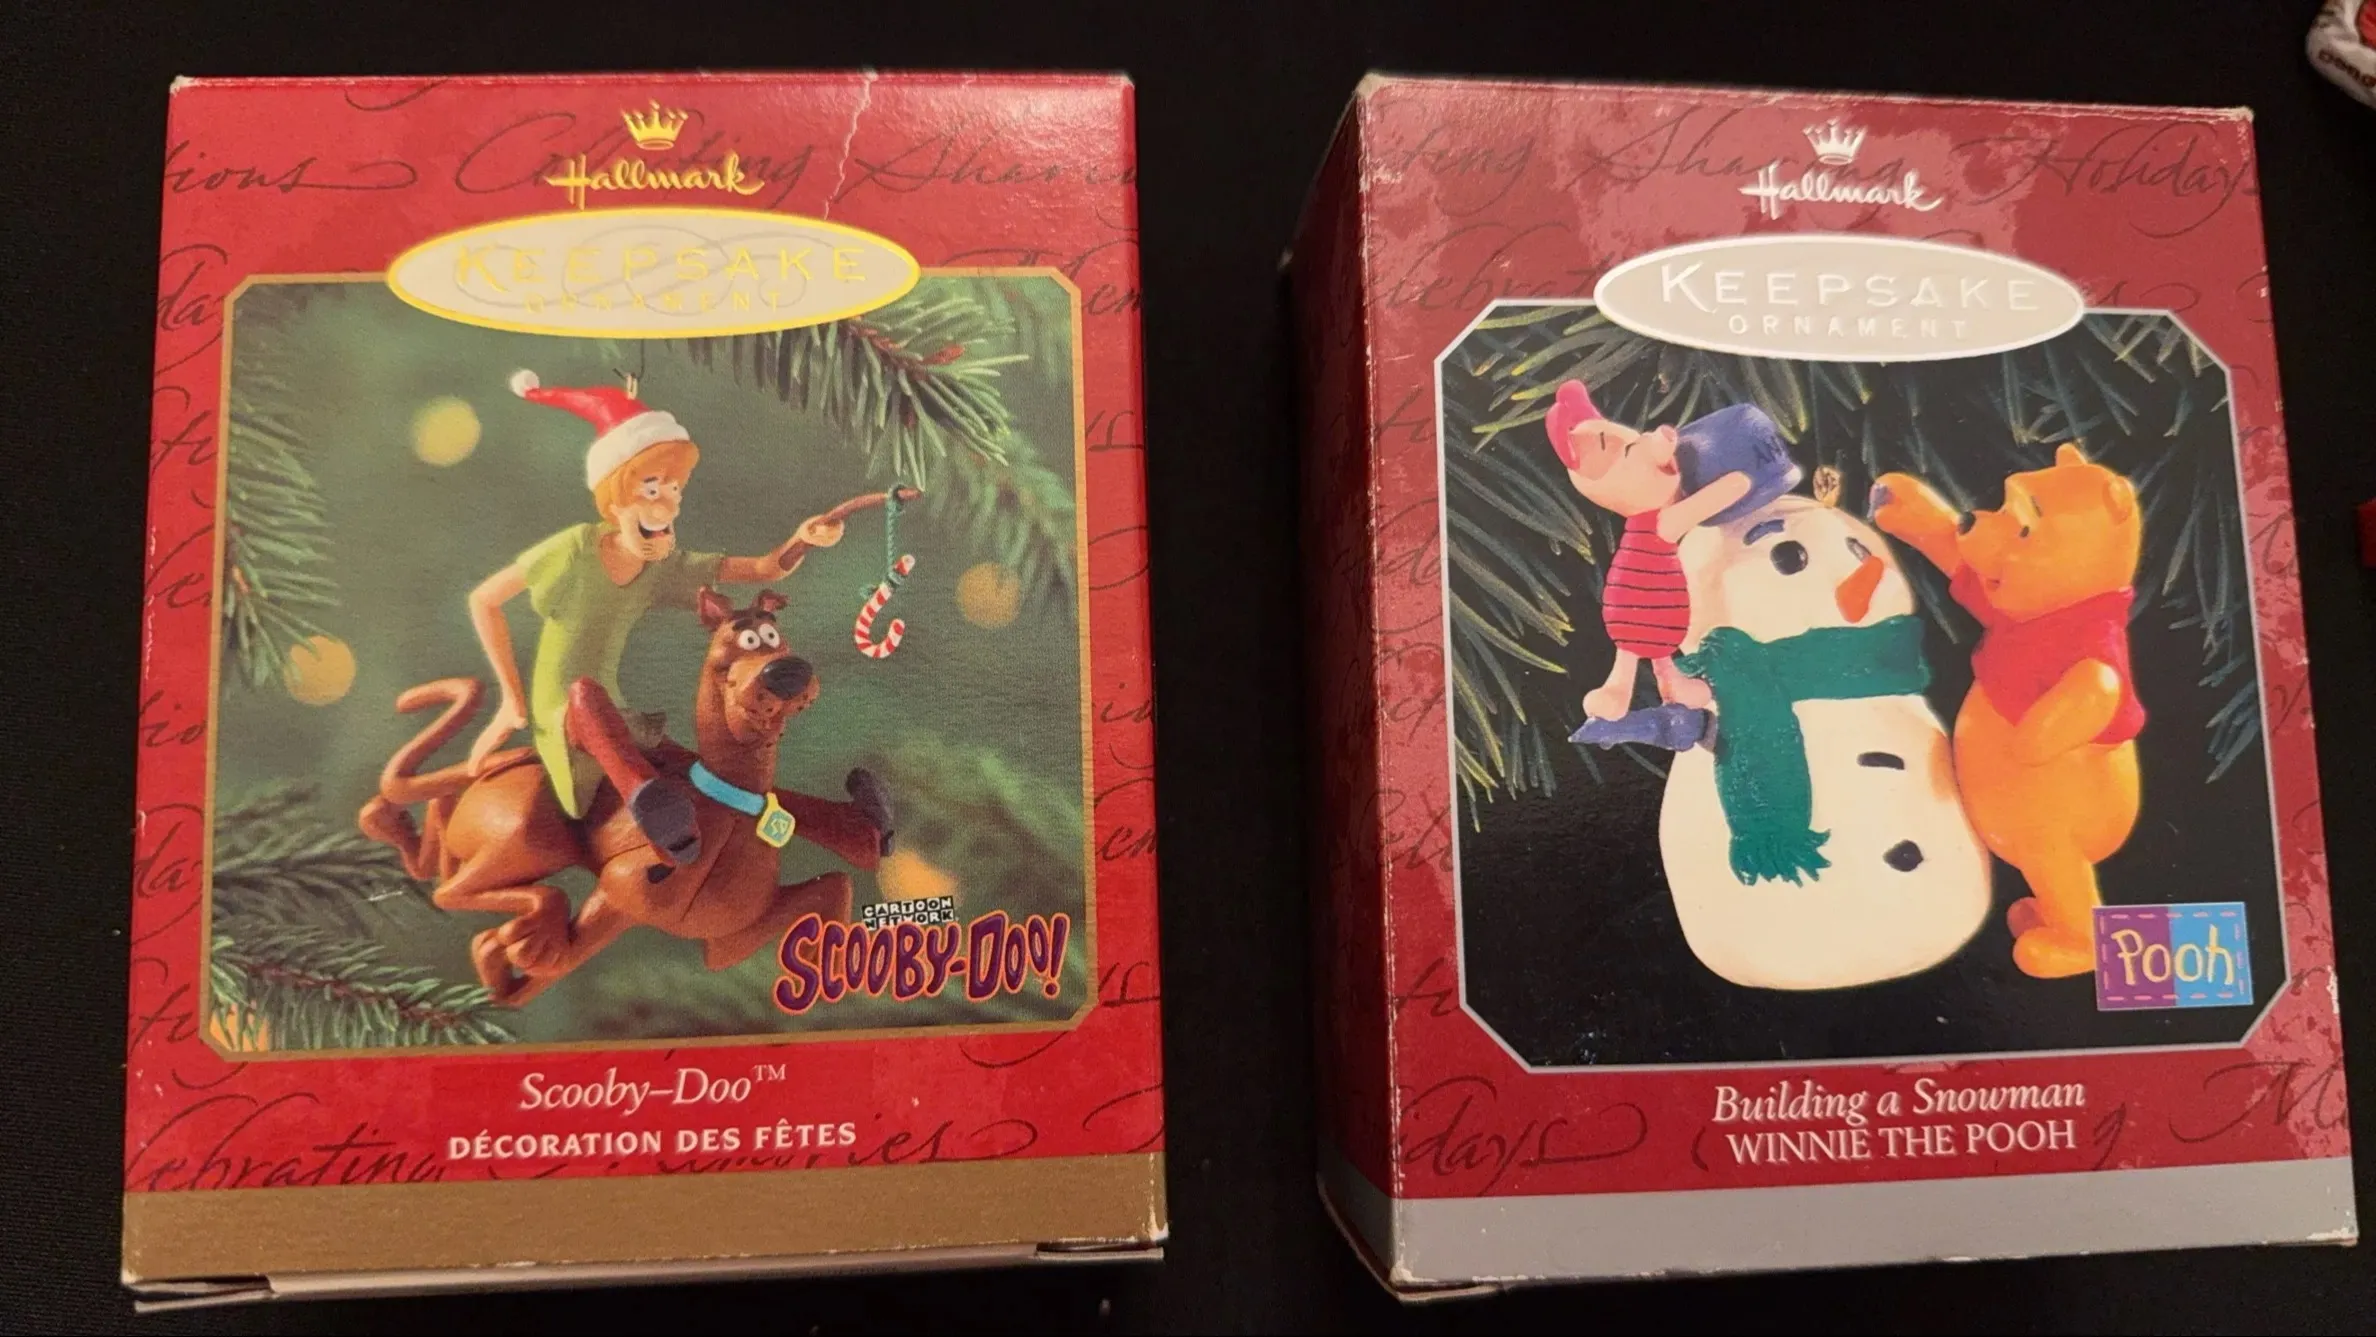 Hallmark
KEEPSAKE
ORNAMENT
CARTOON
NETWORK
SCOOBY-DOO!
Scooby–Doo™
DÉCORATION DES FÊTES
Hallmark
KEEPSAKE
ORNAMENT
Pooh
Building a Snowman
WINNIE THE POOH